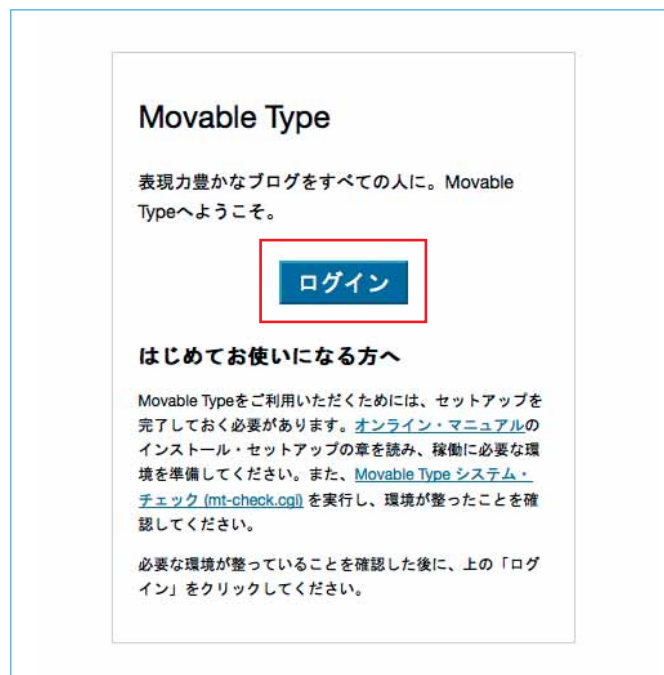 Movable Type
表現力豊かなブログをすべての人に。Movable
Typeへようこそ。
ログイン
はじめてお使いになる方へ
Movable Typeをご利用いただくためには、セットアップを
完了しておく必要があります。オンライン・マニュアルの
インストール・セットアップの章を読み、稼働に必要な環
境を準備してください。また、Movable Type システム・
チェック (mt-check.cgi) を実行し、環境が整ったことを確
認してください。
必要な環境が整っていることを確認した後に、上の「ログ
イン」をクリックしてください。